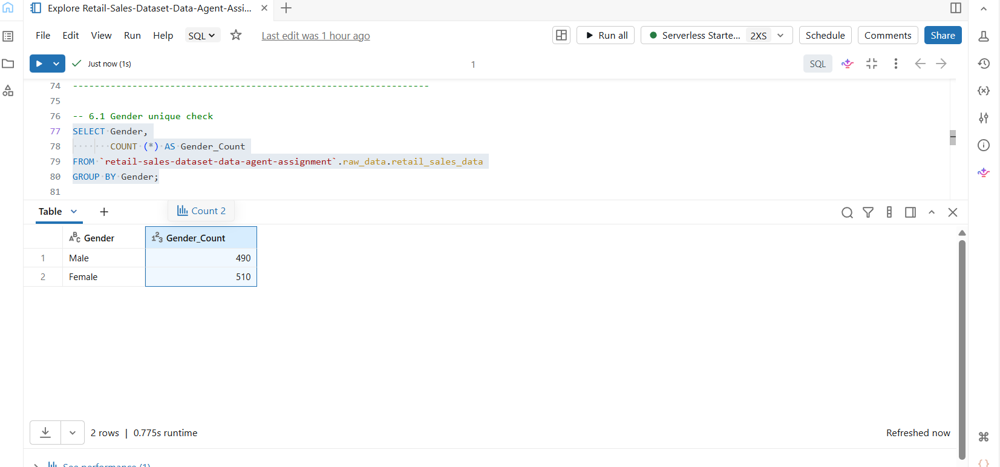 Explore Retail-Sales-Dataset-Data-Agent-Assi...
File Edit View Run Help SQL Last edit was 1 hour ago Run all Serverless Starte... 2XS Schedule Comments Share
Just now (1s) 1 SQL
74 --------------------------------------------------------------------
75
76 -- 6.1 Gender unique check
77 SELECT Gender,
78 COUNT (*) AS Gender_Count
79 FROM `retail-sales-dataset-data-agent-assignment`.raw_data.retail_sales_data
80 GROUP BY Gender;
81
Table Count 2
Gender Gender_Count
1 Male 490
2 Female 510
2 rows | 0.775s runtime Refreshed now
See performance (1)